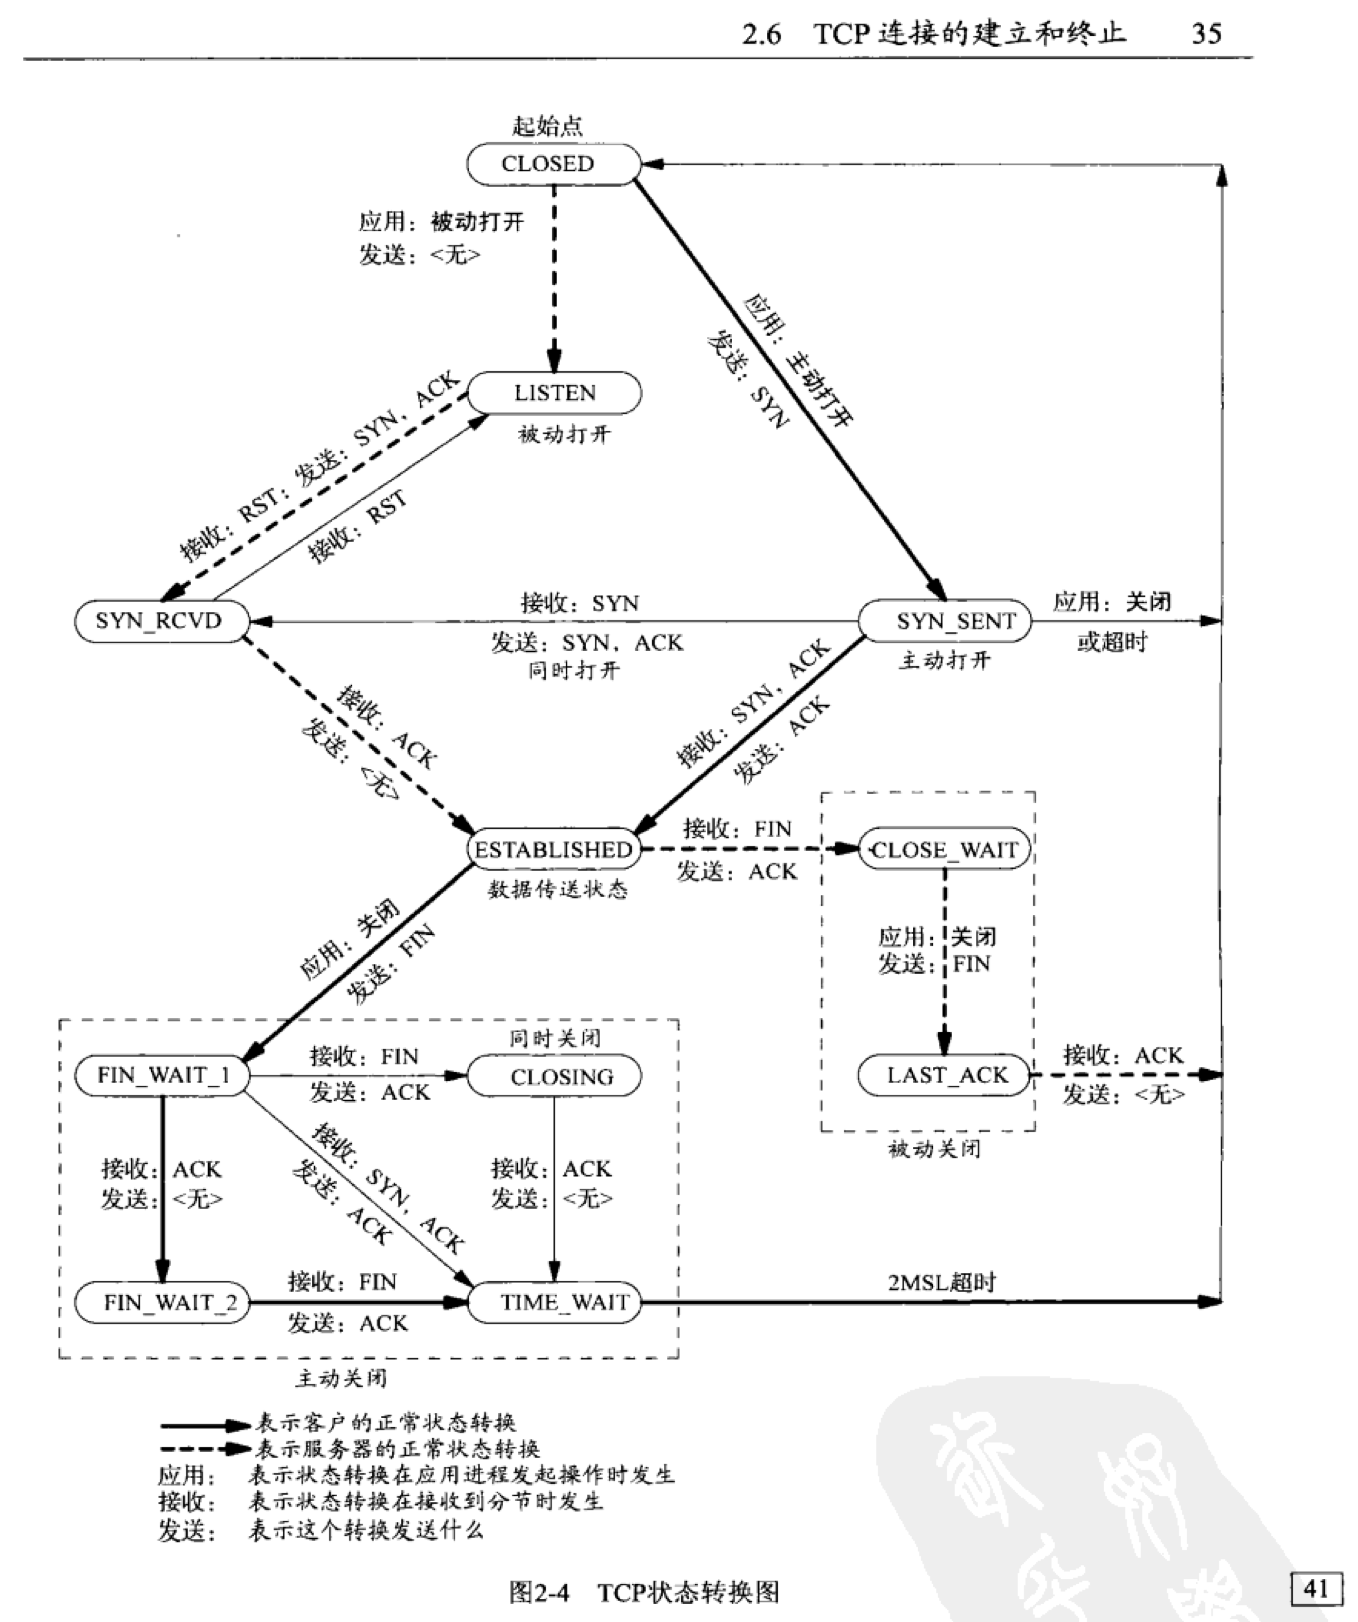 2.6 TCP 连接的建立和终止 35
起始点
CLOSED
应用：被动打开
发送：<无>
应用：主动打开
发送：SYN
LISTEN
被动打开
接收：RST；发送：SYN，ACK
接收：RST
SYN_RCVD
接收：SYN
发送：SYN，ACK
同时打开
SYN_SENT
主动打开
应用：关闭
或超时
接收：ACK
发送：<无>
接收：SYN，ACK
发送：ACK
ESTABLISHED
数据传送状态
接收：FIN
发送：ACK
CLOSE_WAIT
应用：关闭
发送：FIN
应用：关闭
发送：FIN
LAST_ACK
接收：ACK
发送：<无>
被动关闭
同时关闭
FIN_WAIT_1
接收：FIN
发送：ACK
CLOSING
接收：ACK
发送：<无>
接收：SYN，ACK
发送：ACK
接收：ACK
发送：<无>
FIN_WAIT_2
接收：FIN
发送：ACK
TIME_WAIT
2MSL超时
主动关闭
表示客户的正常状态转换
表示服务器的正常状态转换
应用： 表示状态转换在应用进程发起操作时发生
接收： 表示状态转换在接收到分节时发生
发送： 表示这个转换发送什么
图2-4 TCP状态转换图
41